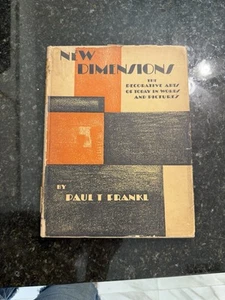 NEW
DIMENSIONS
THE
DECORATIVE ARTS
OF TODAY IN WORDS
AND PICTURES
BY
PAUL T FRANKL